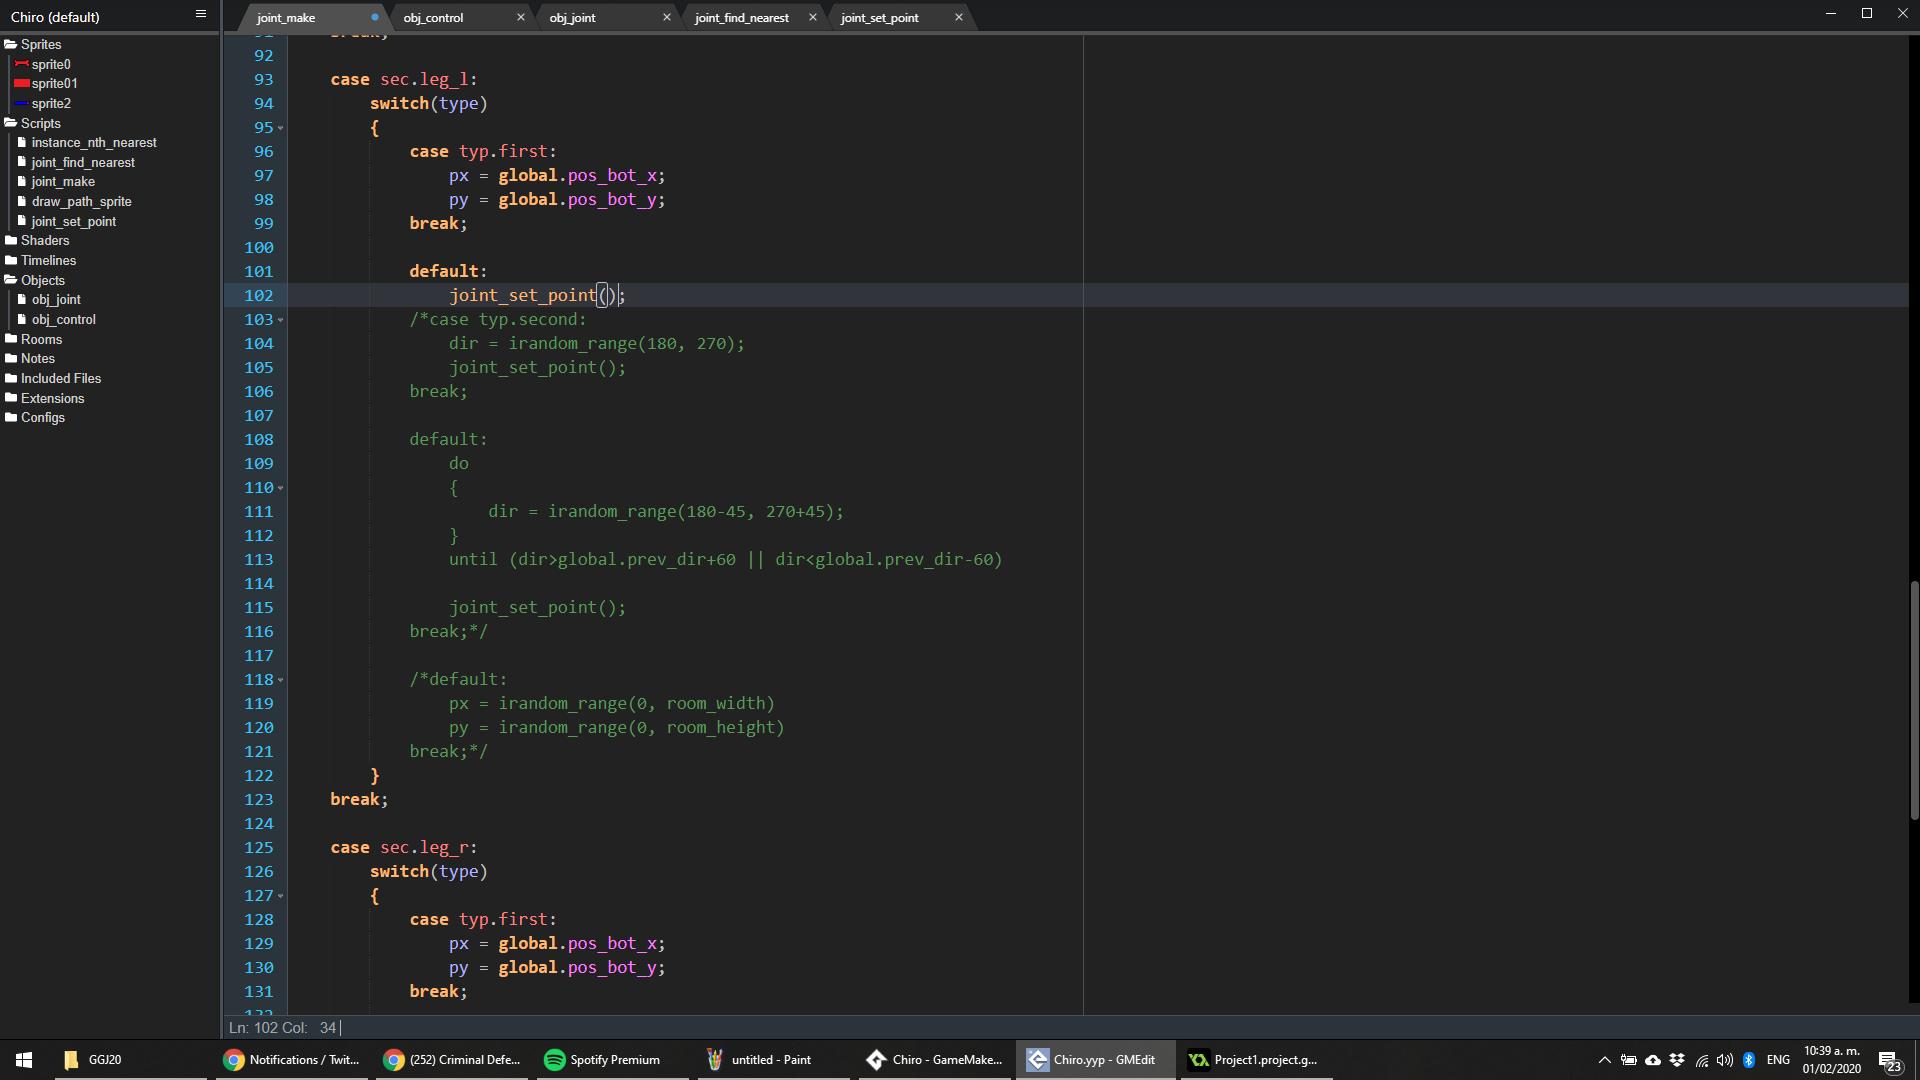 Chiro (default)
joint_make
obj_control
obj_joint
joint_find_nearest
joint_set_point
Sprites
sprite0
sprite01
sprite2
Scripts
instance_nth_nearest
joint_find_nearest
joint_make
draw_path_sprite
joint_set_point
Shaders
Timelines
Objects
obj_joint
obj_control
Rooms
Notes
Included Files
Extensions
Configs
91 break;
92
93 case sec.leg_l:
94 switch(type)
95 {
96 case typ.first:
97 px = global.pos_bot_x;
98 py = global.pos_bot_y;
99 break;
100
101 default:
102 joint_set_point();
103 /*case typ.second:
104 dir = irandom_range(180, 270);
105 joint_set_point();
106 break;
107
108 default:
109 do
110 {
111 dir = irandom_range(180-45, 270+45);
112 }
113 until (dir>global.prev_dir+60 || dir<global.prev_dir-60)
114
115 joint_set_point();
116 break;*/
117
118 /*default:
119 px = irandom_range(0, room_width)
120 py = irandom_range(0, room_height)
121 break;*/
122 }
123 break;
124
125 case sec.leg_r:
126 switch(type)
127 {
128 case typ.first:
129 px = global.pos_bot_x;
130 py = global.pos_bot_y;
131 break;
132
Ln: 102 Col: 34
GGJ20
Notifications / Twit...
(252) Criminal Defe...
Spotify Premium
untitled - Paint
Chiro - GameMake...
Chiro.yyp - GMEdit
Project1.project.g...
ENG
10:39 a. m.
01/02/2020
23